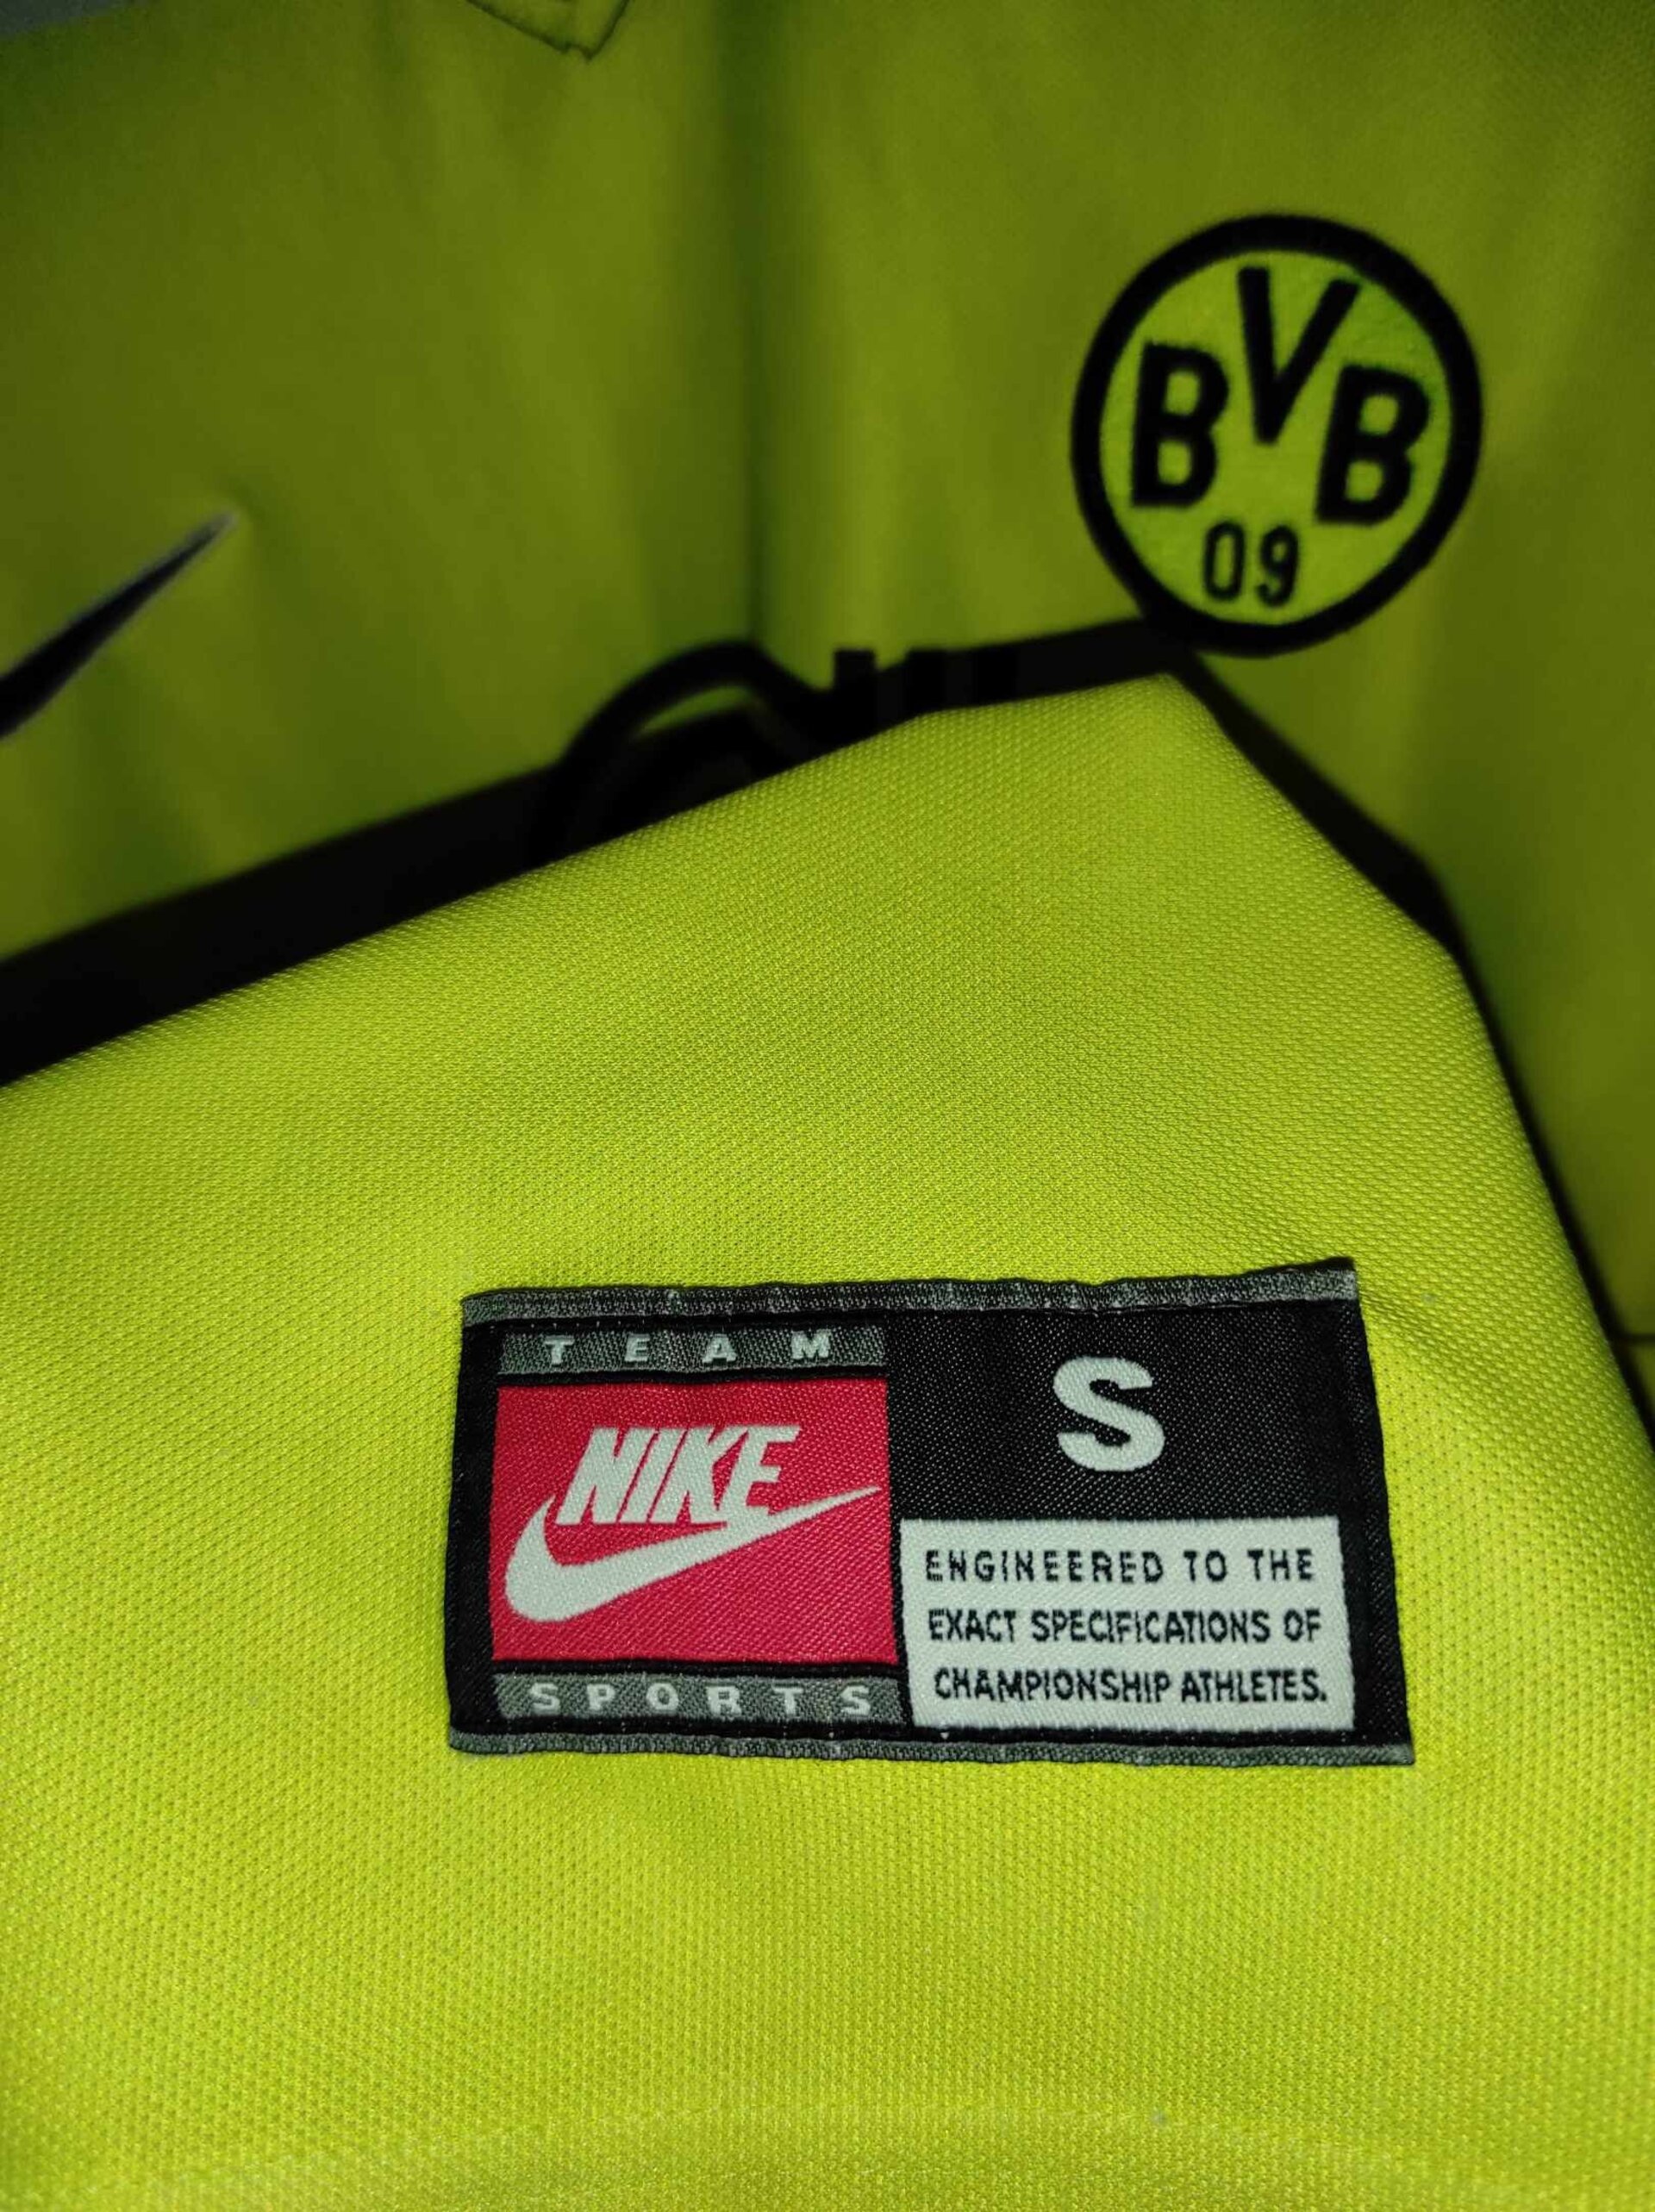 BVB
09
TEAM
NIKE
SPORTS
S
ENGINEERED TO THE
EXACT SPECIFICATIONS OF
CHAMPIONSHIP ATHLETES.